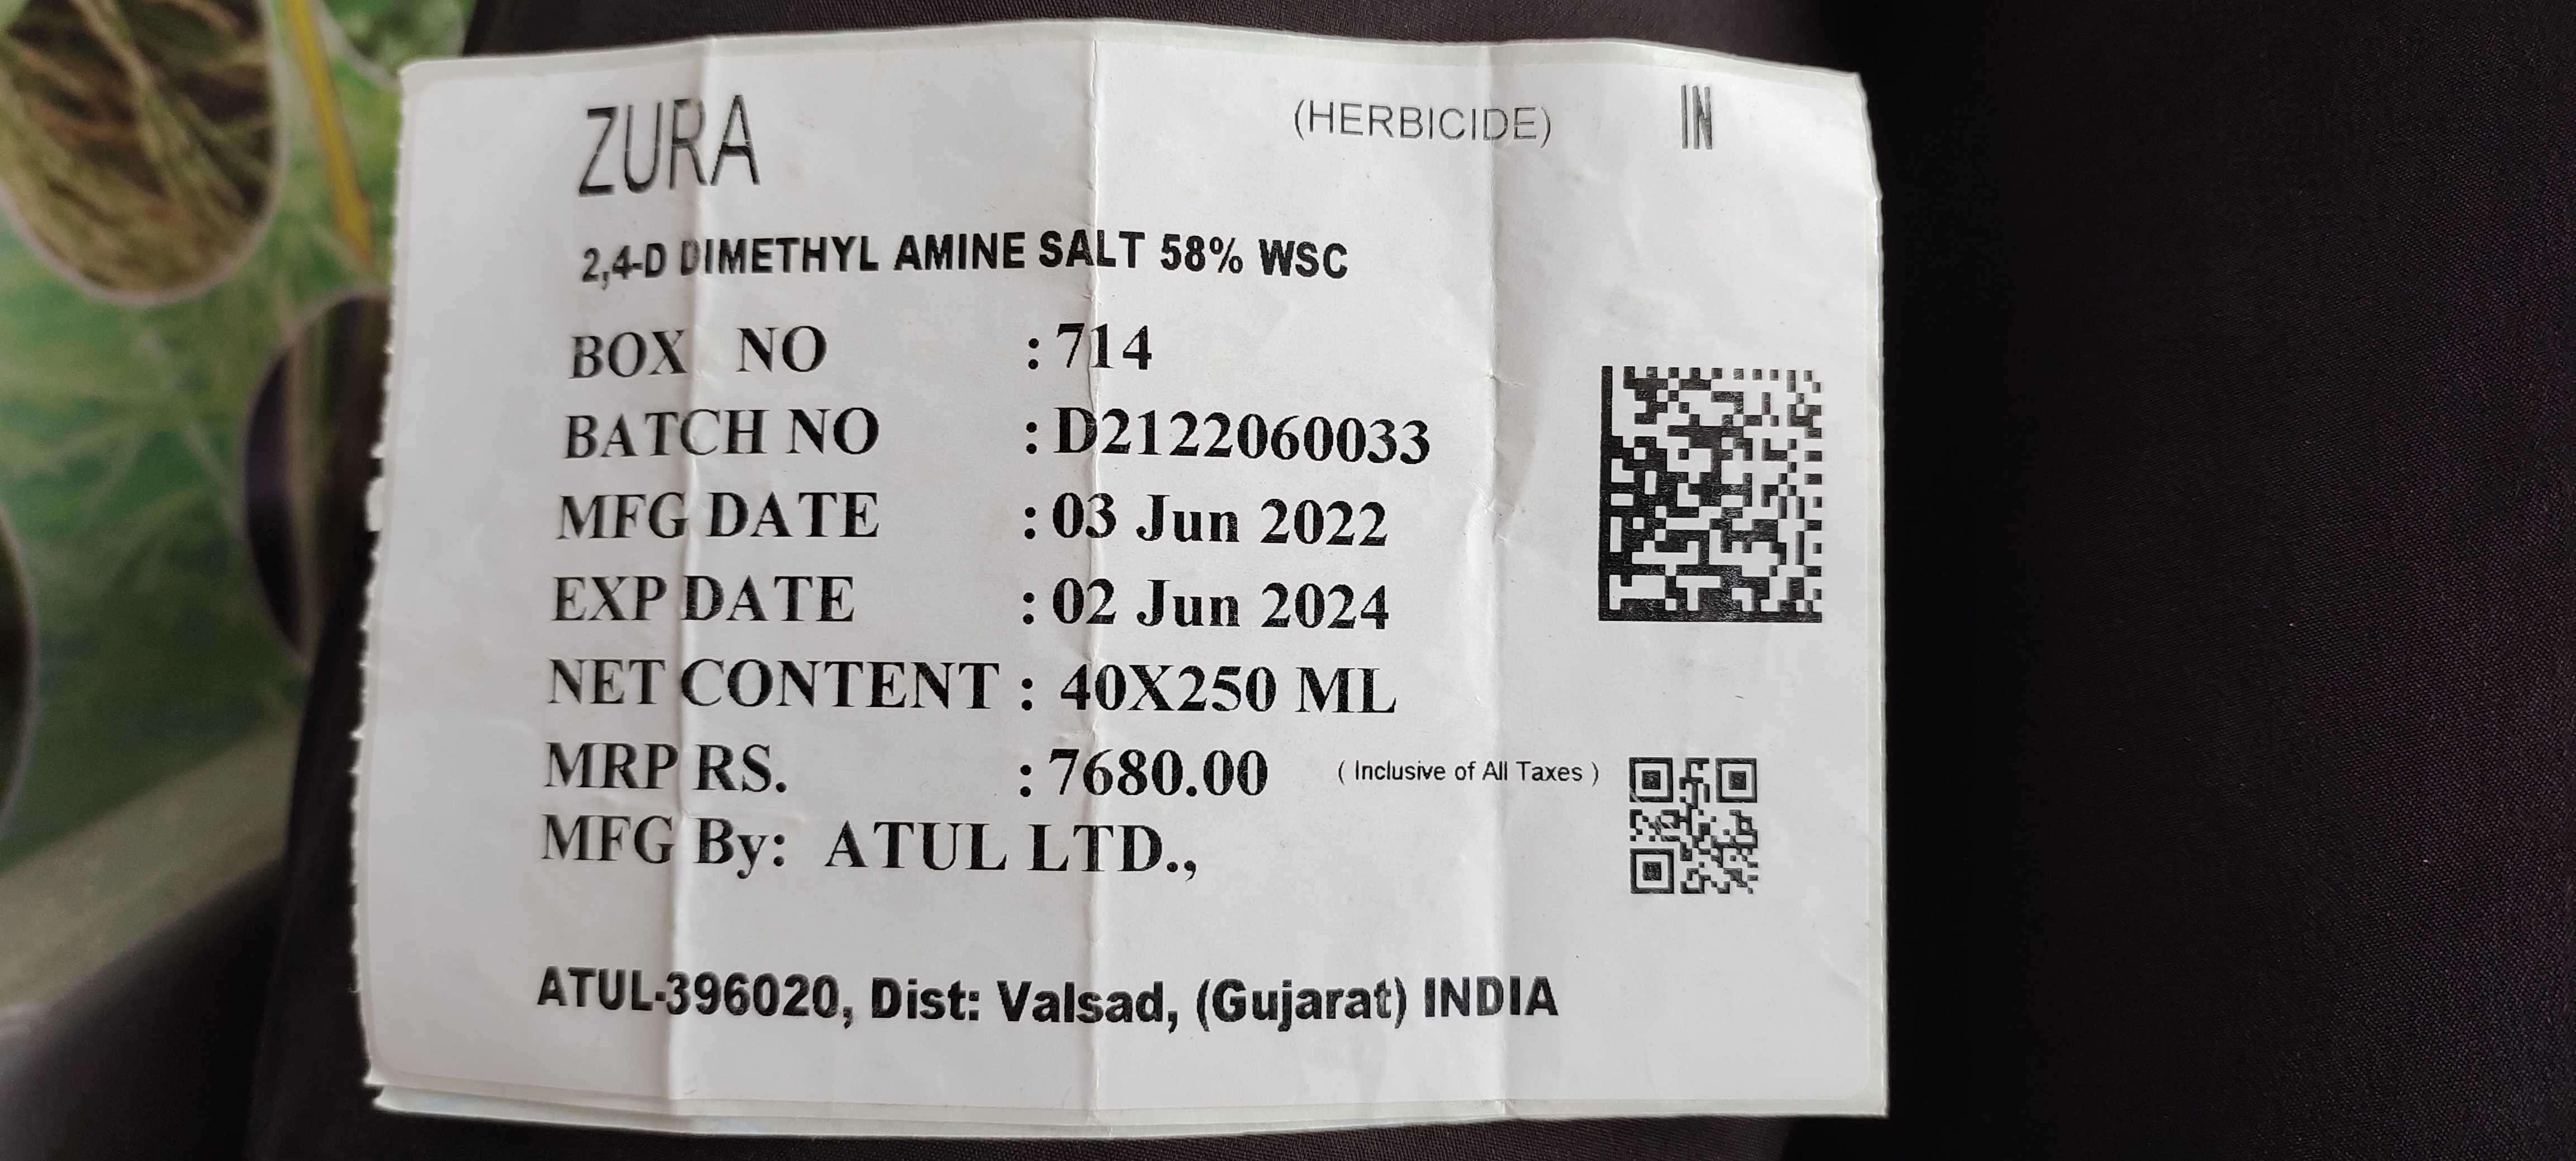 ZURA (HERBICIDE) IN
2,4-D DIMETHYL AMINE SALT 58% WSC
BOX NO : 714
BATCH NO : D2122060033
MFG DATE : 03 Jun 2022
EXP DATE : 02 Jun 2024
NET CONTENT : 40X250 ML
MRP RS. : 7680.00 ( Inclusive of All Taxes )
MFG By: ATUL LTD.,
ATUL-396020, Dist: Valsad, (Gujarat) INDIA